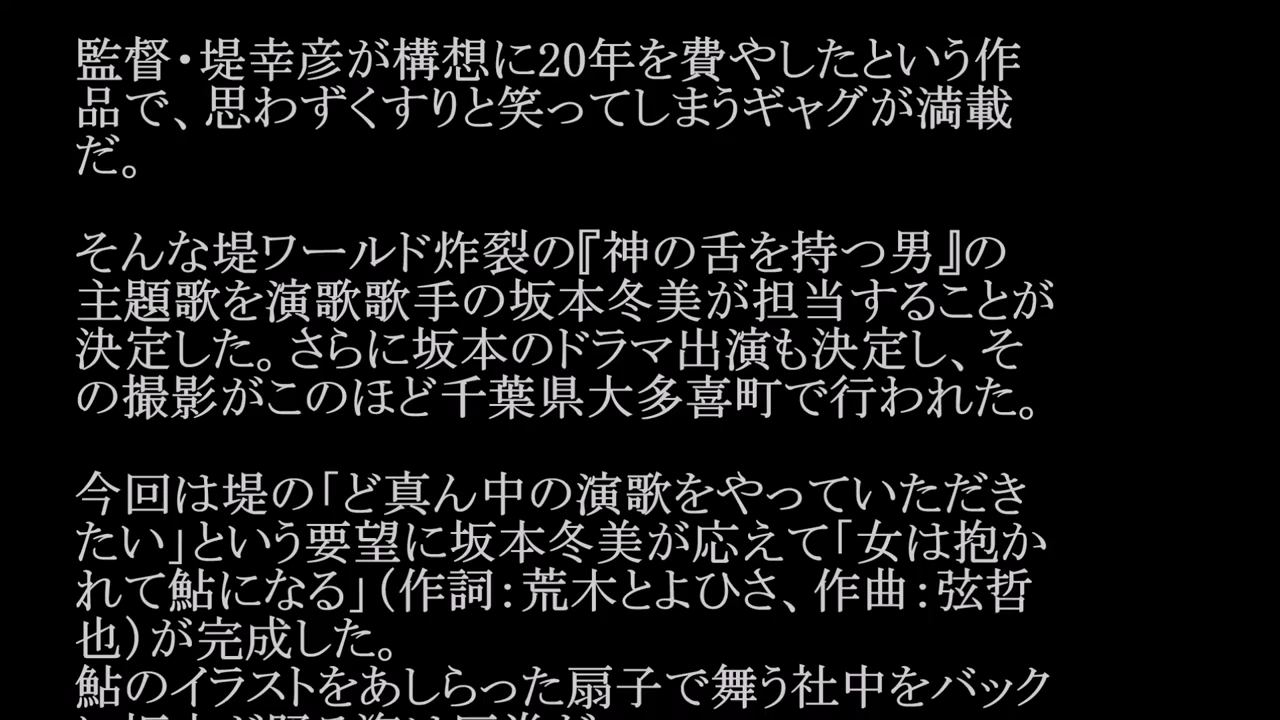 監督・堤幸彦が構想に20年を費やしたという作
品で、思わずくすりと笑ってしまうギャグが満載
だ。
そんな堤ワールド炸裂の『神の舌を持つ男』の
主題歌を演歌歌手の坂本冬美が担当することが
決定した。さらに坂本のドラマ出演も決定し、そ
の撮影がこのほど千葉県大多喜町で行われた。
今回は堤の「ど真ん中の演歌をやっていただき
たい」という要望に坂本冬美が応えて「女は抱か
れて鮎になる」（作詞：荒木とよひさ、作曲：弦哲
也）が完成した。
鮎のイラストをあしらった扇子で舞う社中をバック